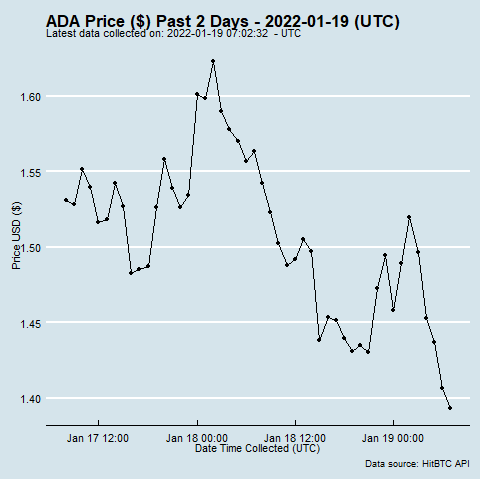 ADA Price ($) Past 2 Days - 2022-01-19 (UTC)
Latest data collected on: 2022-01-19 07:02:32 - UTC
1.60
1.55
1.50
1.45
1.40
Price USD ($)
Jan 17 12:00
Jan 18 00:00
Jan 18 12:00
Jan 19 00:00
Date Time Collected (UTC)
Data source: HitBTC API